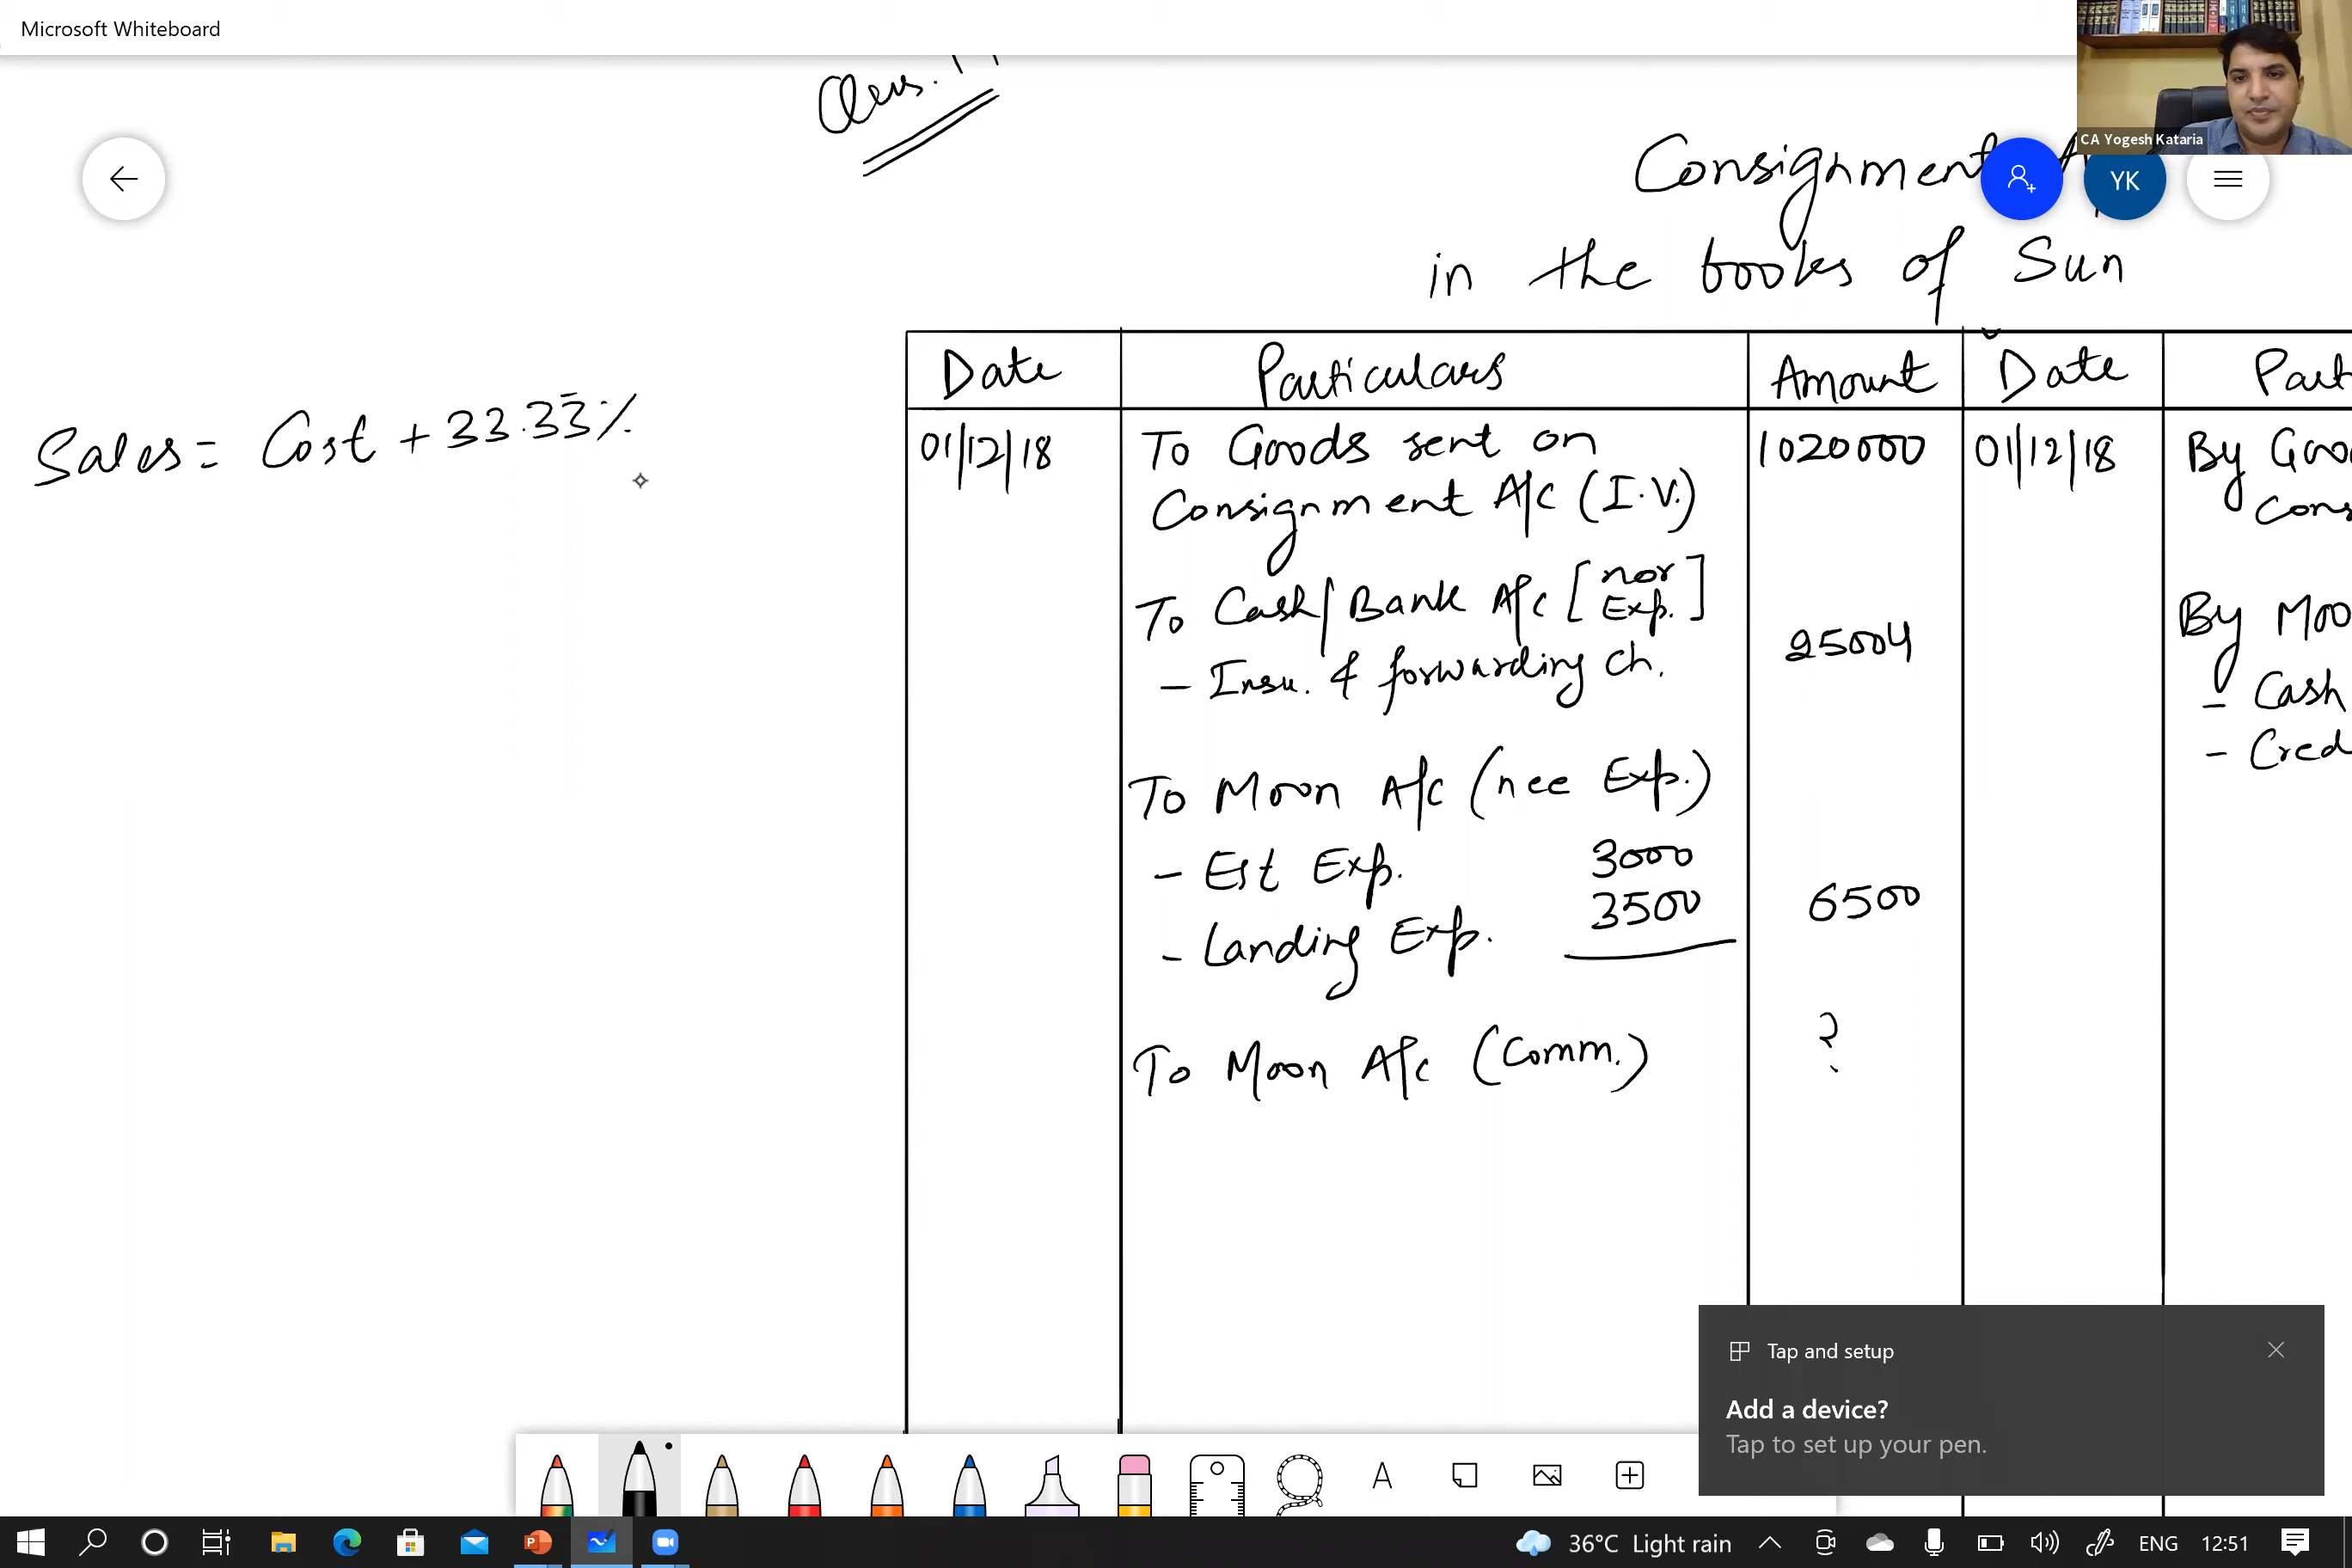 Microsoft Whiteboard
CA Yogesh Kataria
YK
Consignment
in the books of Sun
Sales = Cost + 33.33%
Date Particulars Amount Date Part
01/12/18 To Goods sent on 1020000 01/12/18 By Goo
Consignment A/c (I.V.) Cons
To Cash/Bank A/c [nor Exp.]
25004 By Moo
- Insu. & forwarding ch. - Cash
- Cred
To Moon A/c (nee Exp.)
- Est Exp. 3000
- Landing Exp. 3500 6500
To Moon A/c (Comm.) ?
Tap and setup
Add a device?
Tap to set up your pen.
A
36°C Light rain ENG 12:51